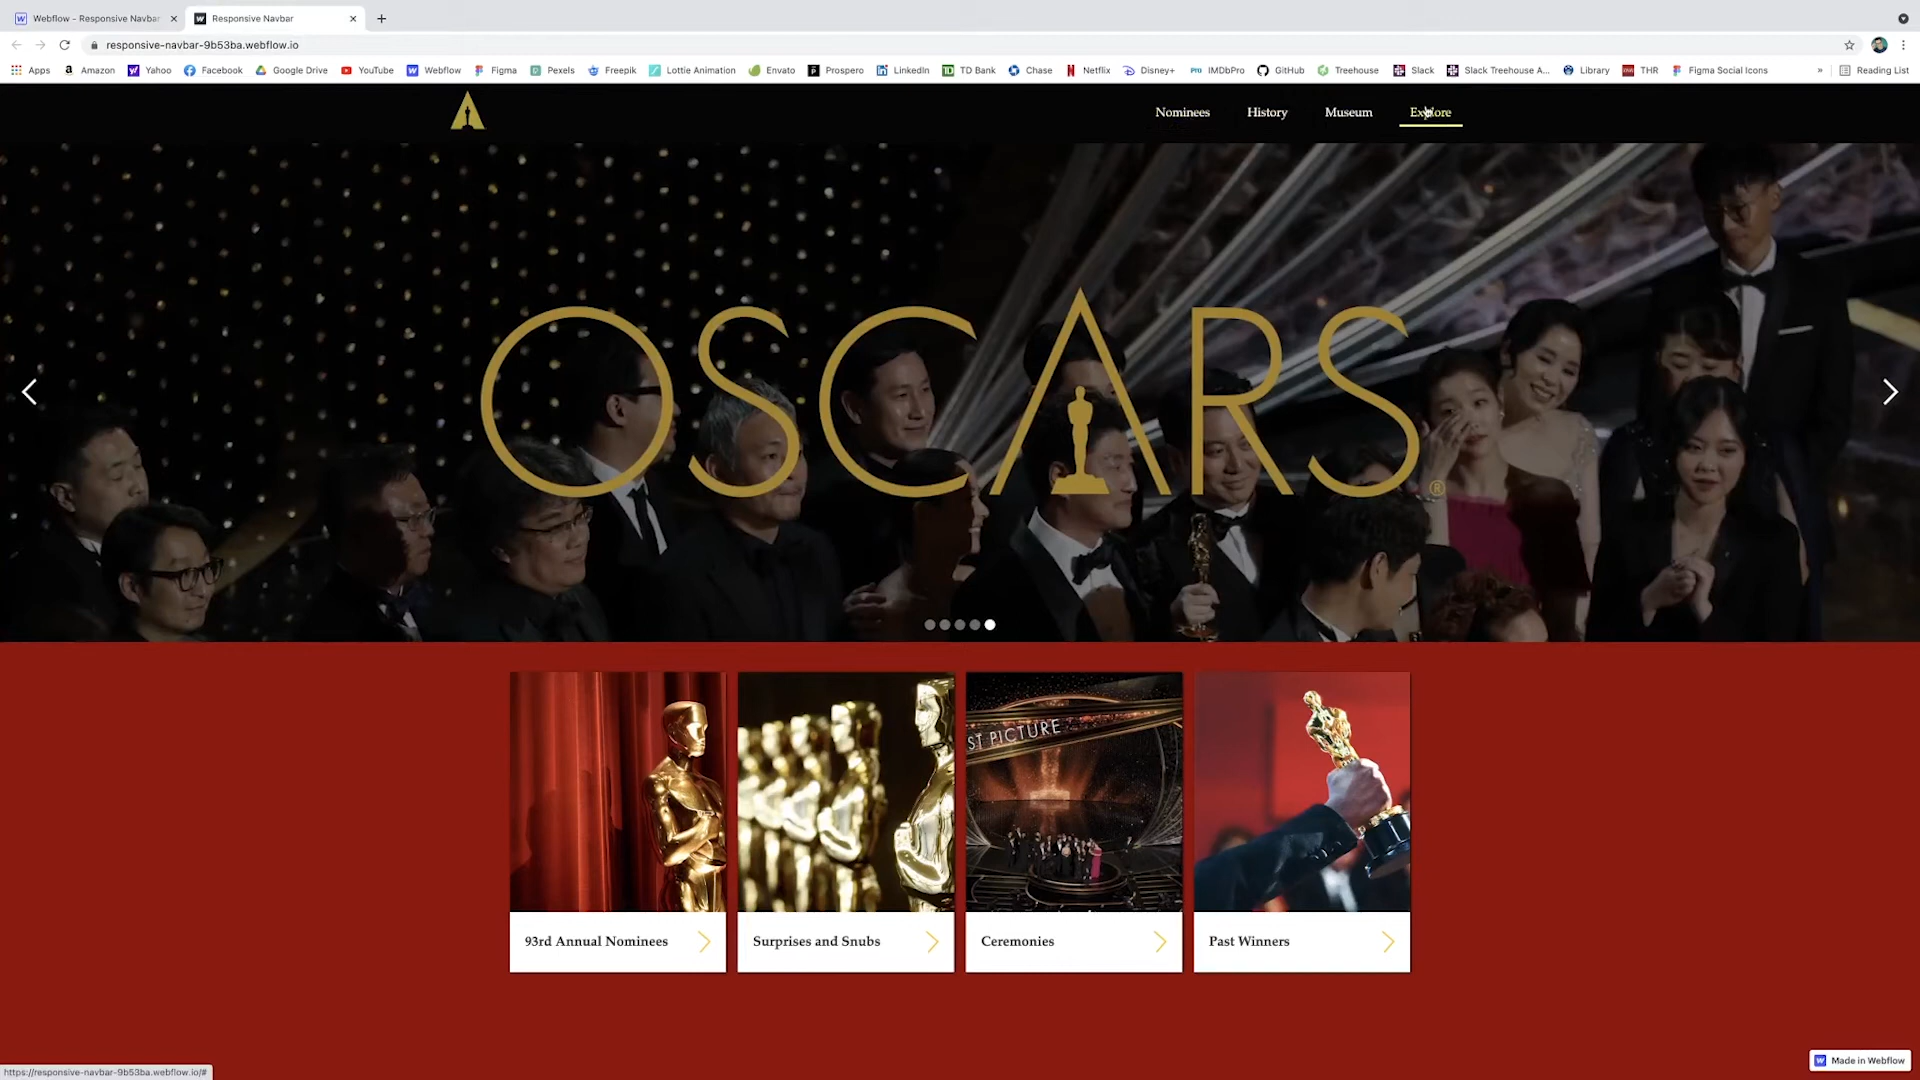 Webflow - Responsive Navbar
Responsive Navbar
responsive-navbar-9b53ba.webflow.io
Apps
Amazon
Yahoo
Facebook
Google Drive
YouTube
Webflow
Figma
Pexels
Freepik
Lottie Animation
Envato
Prospero
LinkedIn
TD Bank
Chase
Netflix
Disney+
IMDbPro
GitHub
Treehouse
Slack
Slack Treehouse A...
Library
THR
Figma Social Icons
»
Reading List
Nominees
History
Museum
Explore
OSCARS®
ST PICTURE
93rd Annual Nominees
Surprises and Snubs
Ceremonies
Past Winners
Made in Webflow
https://responsive-navbar-9b53ba.webflow.io/#